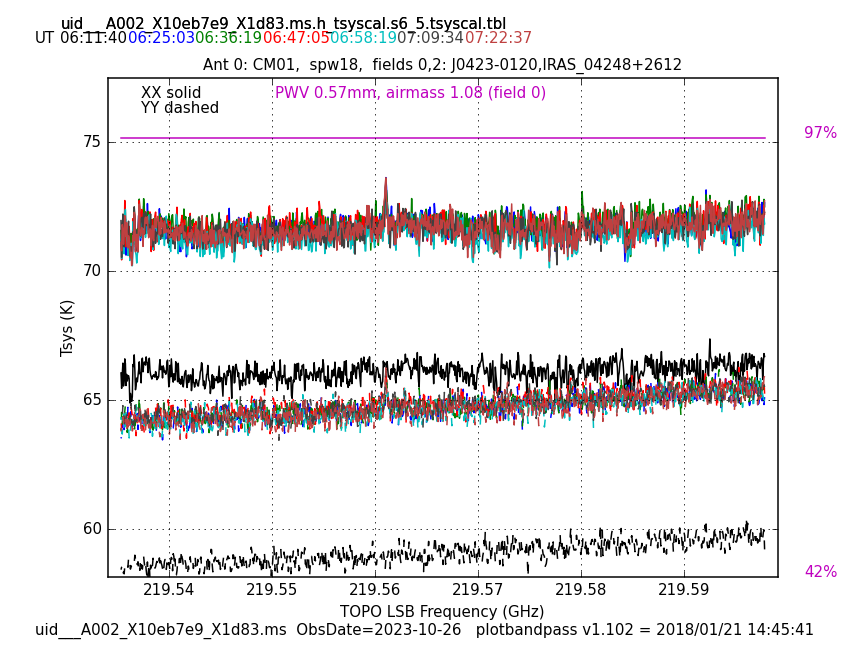 uid___A002_X10eb7e9_X1d83.ms.h_tsyscal.s6_5.tsyscal.tbl
UT 06:11:40 06:25:03 06:36:19 06:47:05 06:58:19 07:09:34 07:22:37
Ant 0: CM01,  spw18,  fields 0,2: J0423-0120,IRAS_04248+2612
XX solid PWV 0.57mm, airmass 1.08 (field 0)
YY dashed
97%
75
70
Tsys (K)
65
60
42%
219.54 219.55 219.56 219.57 219.58 219.59
TOPO LSB Frequency (GHz)
uid___A002_X10eb7e9_X1d83.ms  ObsDate=2023-10-26   plotbandpass v1.102 = 2018/01/21 14:45:41